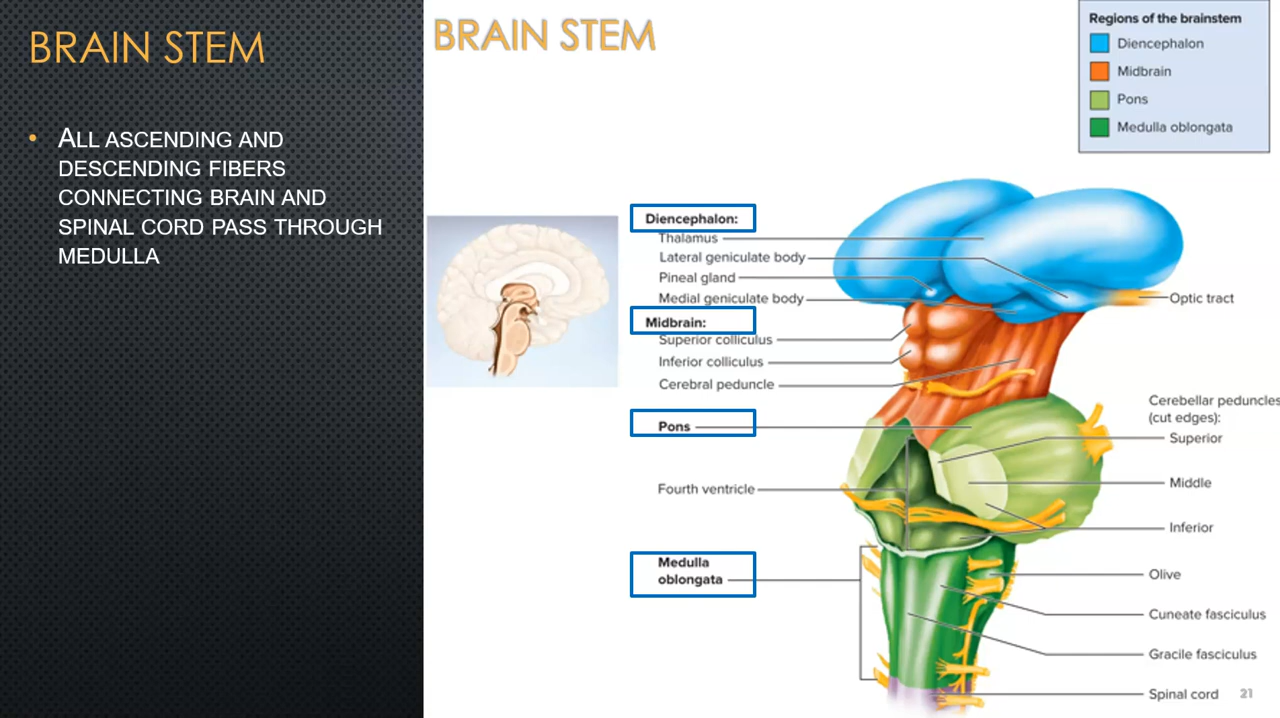 BRAIN STEM
• ALL ASCENDING AND
DESCENDING FIBERS
CONNECTING BRAIN AND
SPINAL CORD PASS THROUGH
MEDULLA
BRAIN STEM
Regions of the brainstem
Diencephalon
Midbrain
Pons
Medulla oblongata
Diencephalon:
Thalamus
Lateral geniculate body
Pineal gland
Medial geniculate body
Midbrain:
Superior colliculus
Inferior colliculus
Cerebral peduncle
Pons
Fourth ventricle
Medulla
oblongata
Optic tract
Cerebellar peduncles
(cut edges):
Superior
Middle
Inferior
Olive
Cuneate fasciculus
Gracile fasciculus
Spinal cord
21